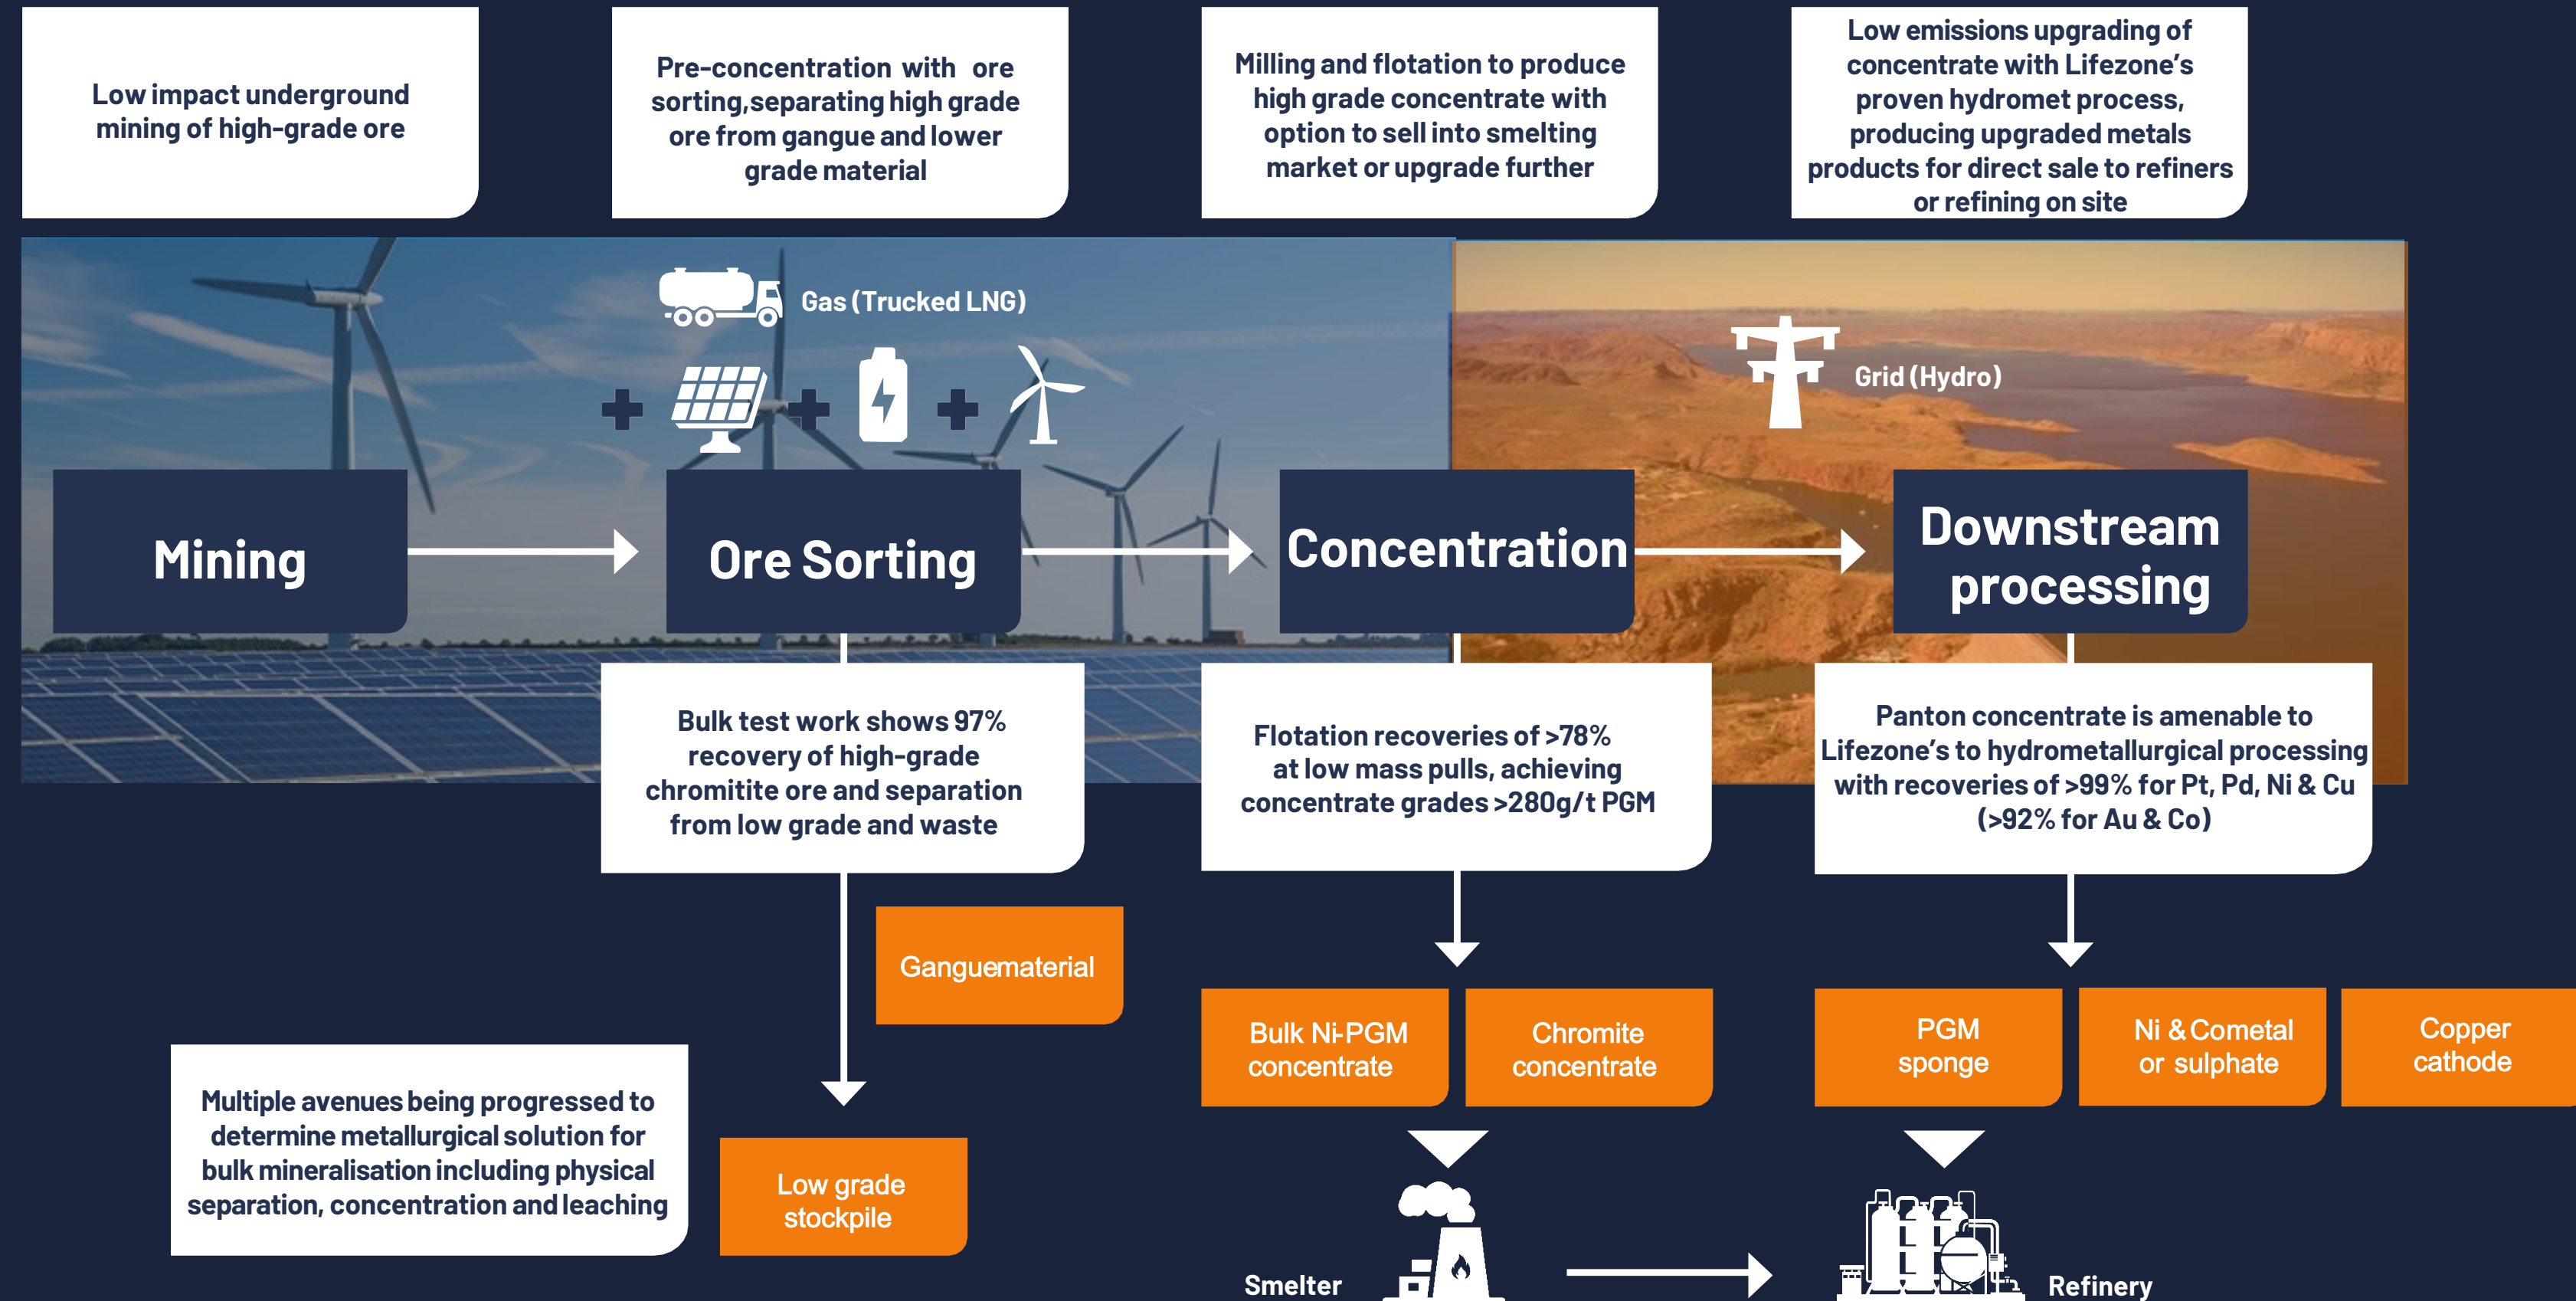 Low impact underground
mining of high-grade ore
Pre-concentration with ore
sorting,separating high grade
ore from gangue and lower
grade material
Milling and flotation to produce
high grade concentrate with
option to sell into smelting
market or upgrade further
Low emissions upgrading of
concentrate with Lifezone's
proven hydromet process,
producing upgraded metals
products for direct sale to refiners
or refining on site
Gas (Trucked LNG)
Grid (Hydro)
Mining
Ore Sorting
Concentration
Downstream
processing
Bulk test work shows 97%
recovery of high-grade
chromitite ore and separation
from low grade and waste
Flotation recoveries of >78%
at low mass pulls, achieving
concentrate grades >280g/t PGM
Panton concentrate is amenable to
Lifezone's to hydrometallurgical processing
with recoveries of >99% for Pt, Pd, Ni & Cu
(>92% for Au & Co)
Ganguematerial
Bulk Ni-PGM
concentrate
Chromite
concentrate
PGM
sponge
Ni & Cometal
or sulphate
Copper
cathode
Multiple avenues being progressed to
determine metallurgical solution for
bulk mineralisation including physical
separation, concentration and leaching
Low grade
stockpile
Smelter
Refinery